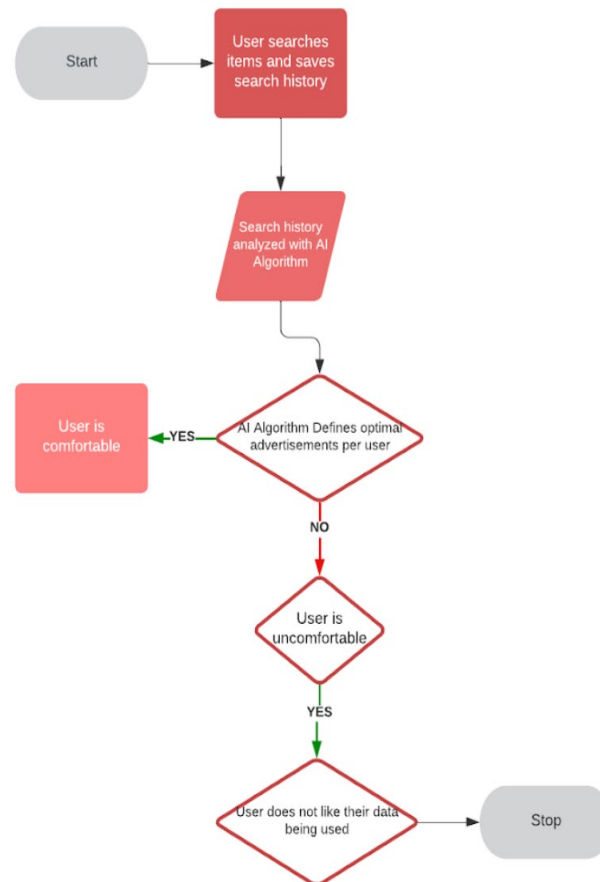 Start
User searches
items and saves
search history
Search history
analyzed with AI
Algorithm
AI Algorithm Defines optimal
advertisements per user
YES
User is
comfortable
NO
User is
uncomfortable
YES
User does not like their data
being used
Stop